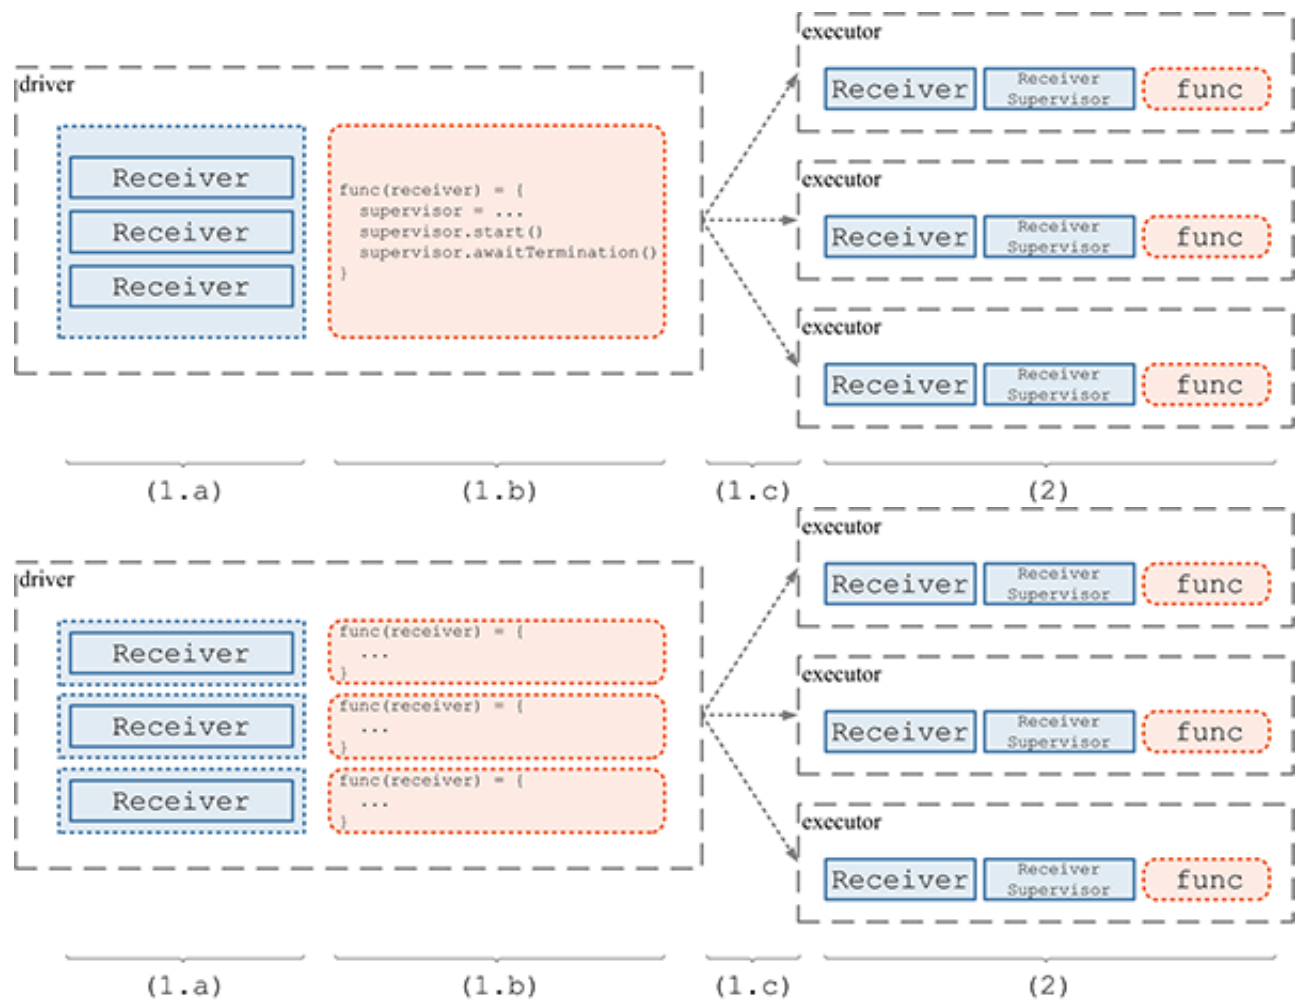 driver
Receiver
Receiver
Receiver
func(receiver) = {
supervisor = ...
supervisor.start()
supervisor.awaitTermination()
}
executor
Receiver
Receiver
Supervisor
func
executor
Receiver
Receiver
Supervisor
func
executor
Receiver
Receiver
Supervisor
func
(1.a)
(1.b)
(1.c)
(2)
driver
Receiver
Receiver
Receiver
func(receiver) = {
...
}
func(receiver) = {
...
}
func(receiver) = {
...
}
executor
Receiver
Receiver
Supervisor
func
executor
Receiver
Receiver
Supervisor
func
executor
Receiver
Receiver
Supervisor
func
(1.a)
(1.b)
(1.c)
(2)